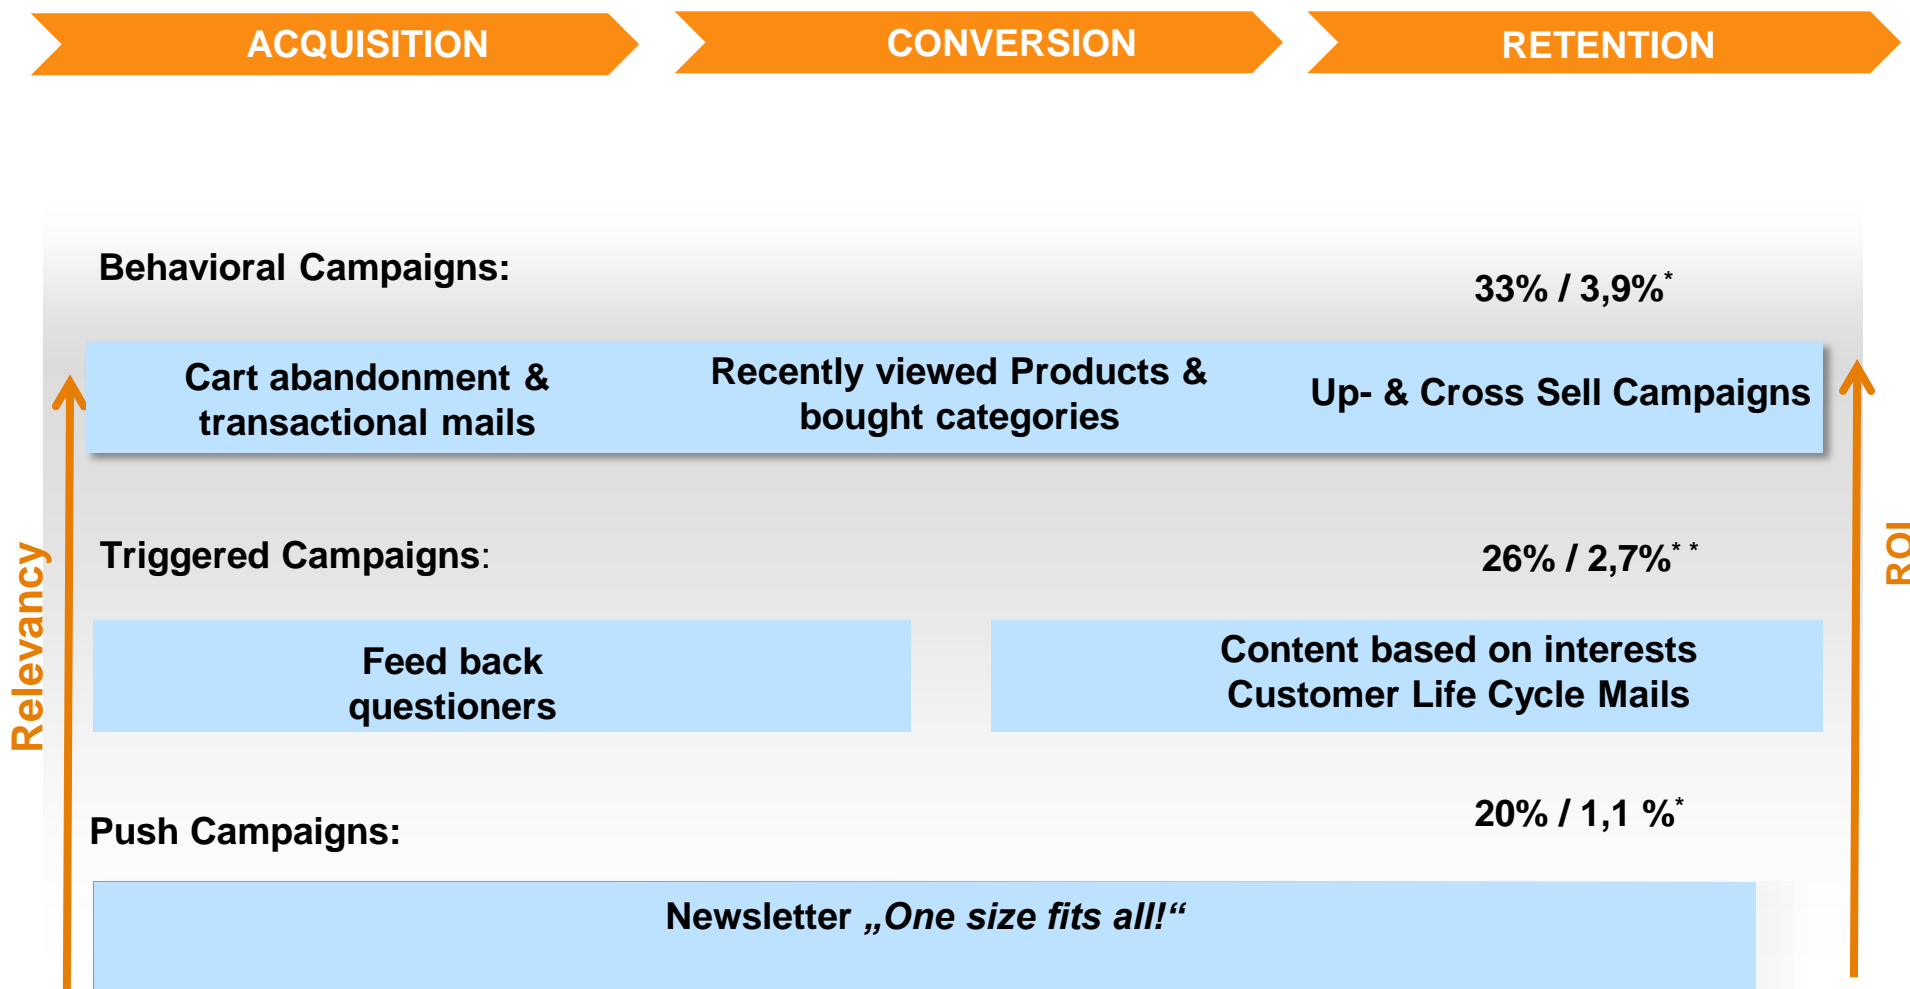 ACQUISITION
CONVERSION
RETENTION
Behavioral Campaigns:
33% / 3,9%*
Cart abandonment &
transactional mails
Recently viewed Products &
bought categories
Up- & Cross Sell Campaigns
Relevancy
ROI
Triggered Campaigns:
26% / 2,7%* *
Feed back
questioners
Content based on interests
Customer Life Cycle Mails
Push Campaigns:
20% / 1,1 %*
Newsletter „One size fits all!“